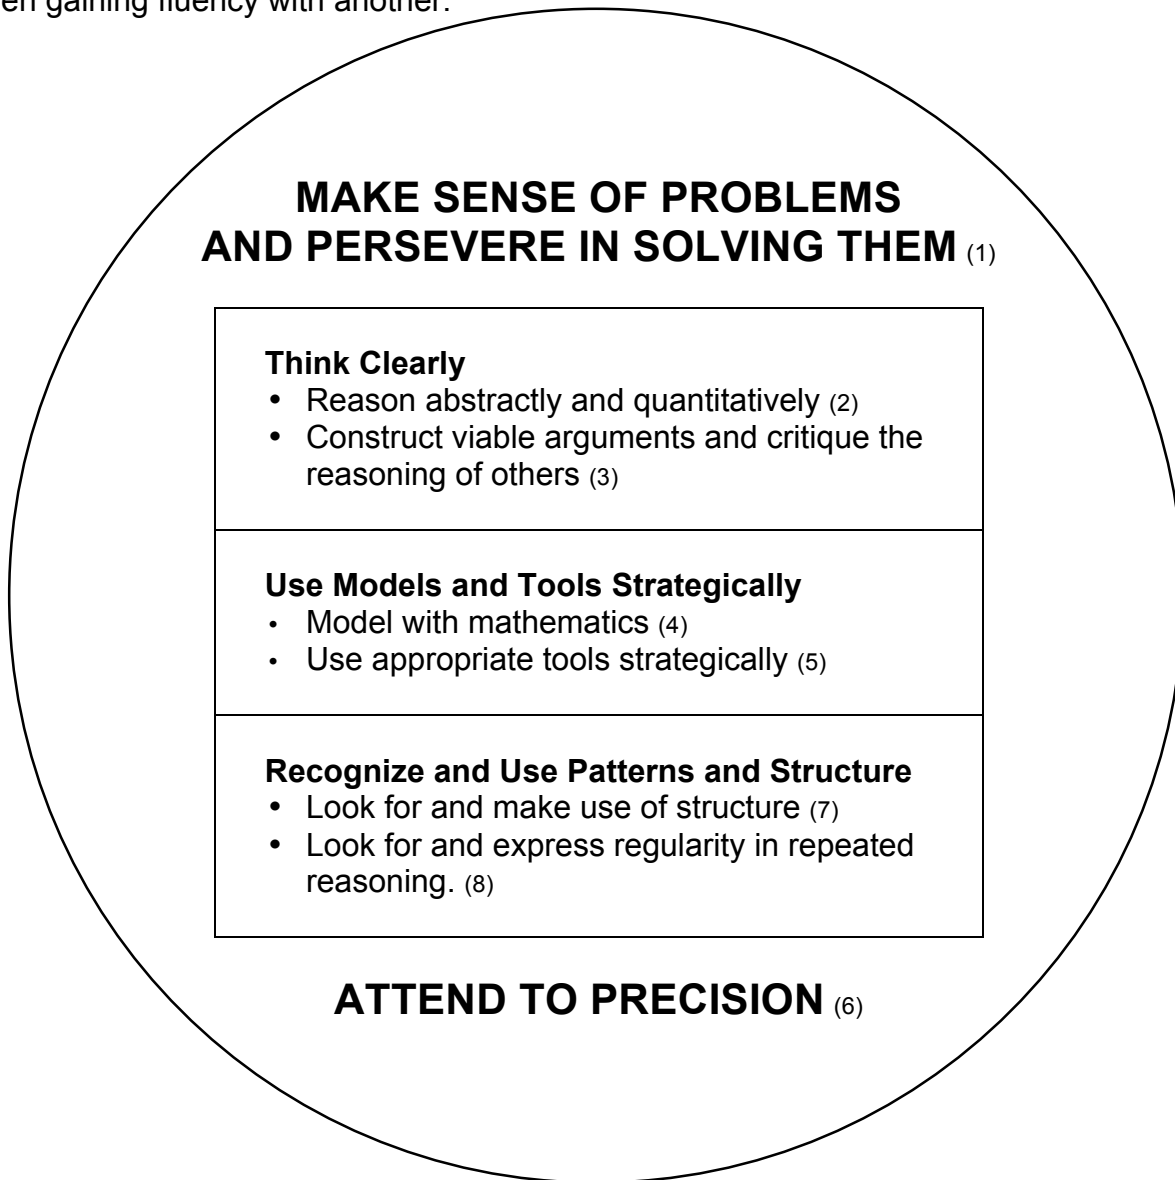 gaining fluency with another.
MAKE SENSE OF PROBLEMS
AND PERSEVERE IN SOLVING THEM (1)
Think Clearly
• Reason abstractly and quantitatively (2)
• Construct viable arguments and critique the
reasoning of others (3)
Use Models and Tools Strategically
• Model with mathematics (4)
• Use appropriate tools strategically (5)
Recognize and Use Patterns and Structure
• Look for and make use of structure (7)
• Look for and express regularity in repeated
reasoning. (8)
ATTEND TO PRECISION (6)